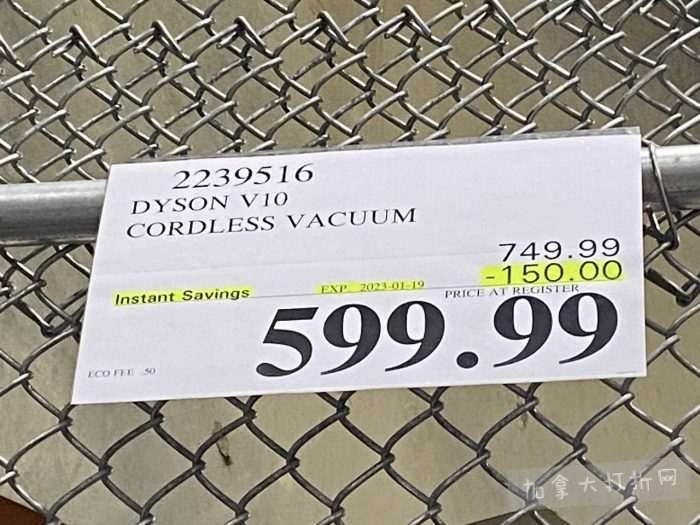 2239516
DYSON V10
CORDLESS VACUUM
749.99
Instant Savings EXP. 2023-01-19 -150.00
PRICE AT REGISTER
599.99
ECO FEE .50
加拿大打折网